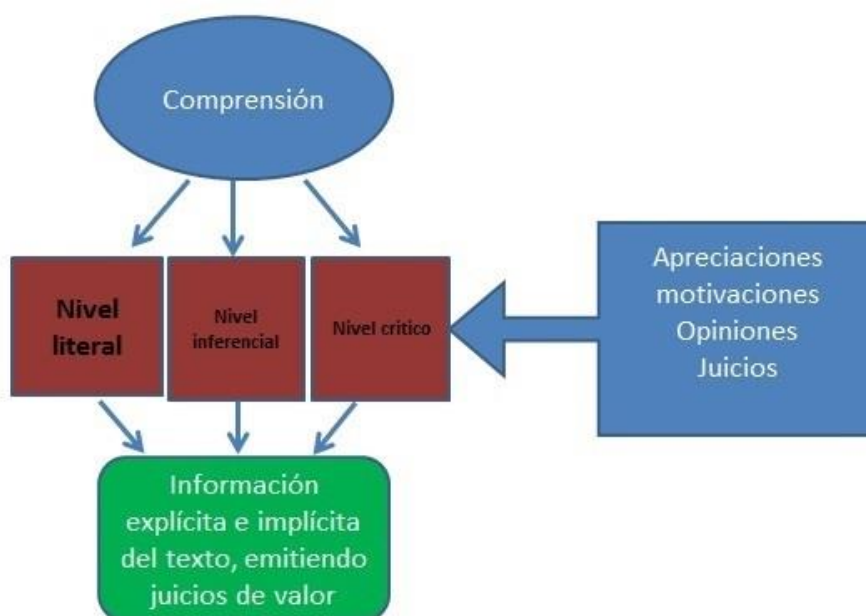 Comprensión
Nivel
literal
Nivel
inferencial
Nivel critico
Apreciaciones
motivaciones
Opiniones
Juicios
Información
explícita e implícita
del texto, emitiendo
juicios de valor